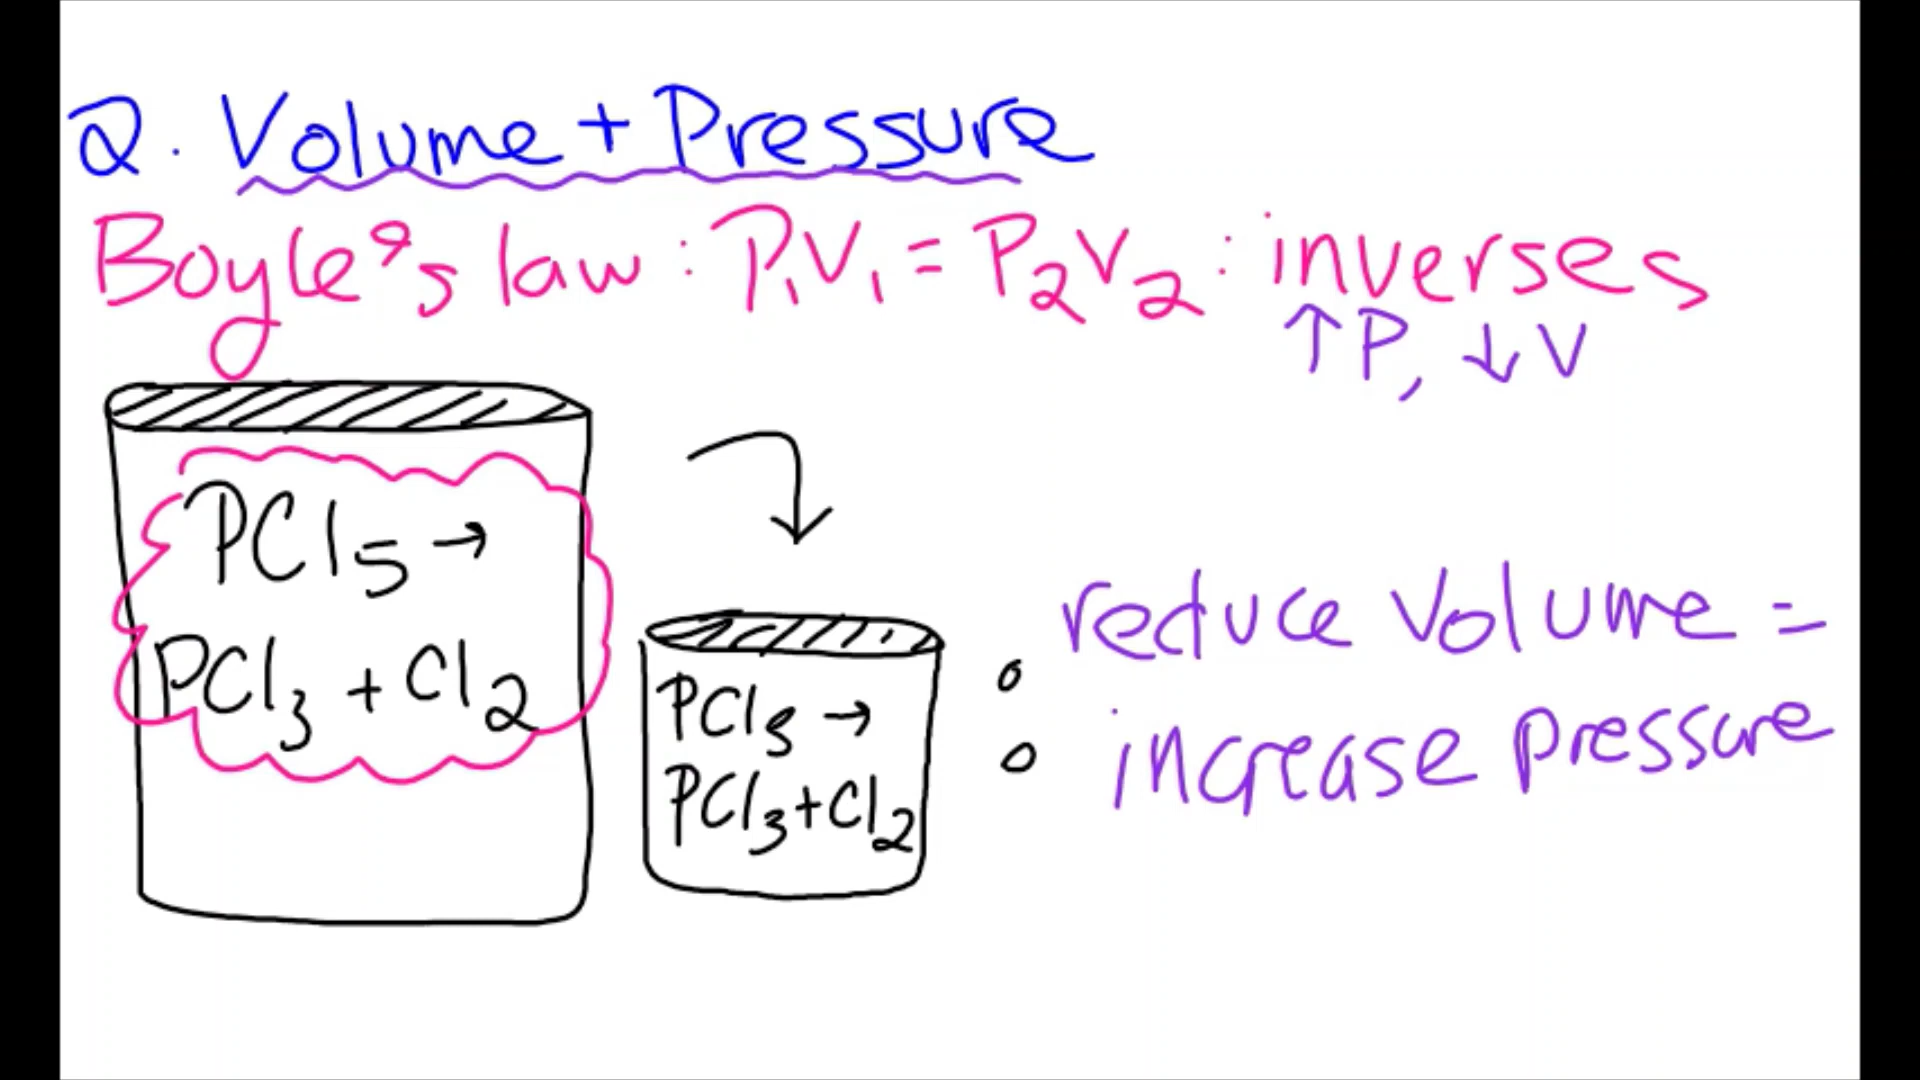 2. Volume + Pressure
Boyle's law : P₁V₁ = P₂V₂ : inverses
↑P, ↓V
PCl₅ →
PCl₃ + Cl₂
PCl₅ →
PCl₃+Cl₂
reduce volume =
increase pressure